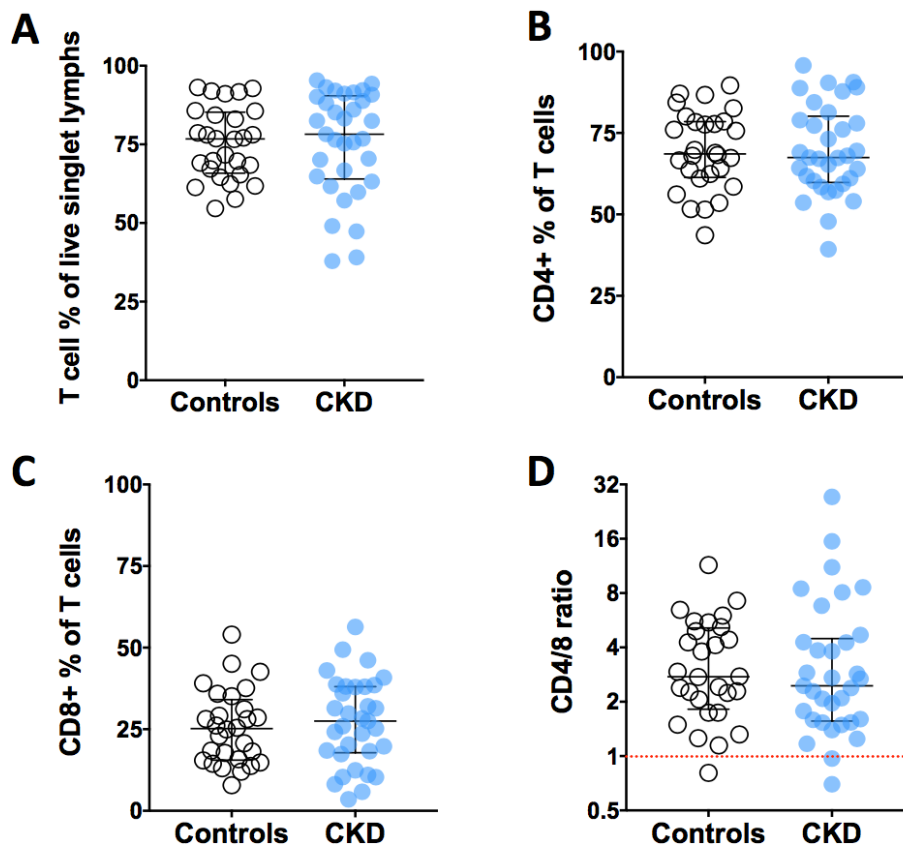 A
T cell % of live singlet lymphs
100
75
50
25
0
Controls
CKD
B
CD4+ % of T cells
100
75
50
25
0
Controls
CKD
C
CD8+ % of T cells
100
75
50
25
0
Controls
CKD
D
CD4/8 ratio
32
16
8
4
2
1
0.5
Controls
CKD